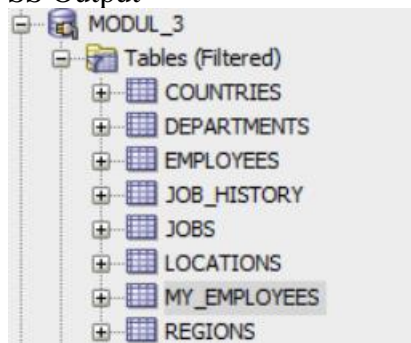 MODUL_3
Tables (Filtered)
COUNTRIES
DEPARTMENTS
EMPLOYEES
JOB_HISTORY
JOBS
LOCATIONS
MY_EMPLOYEES
REGIONS